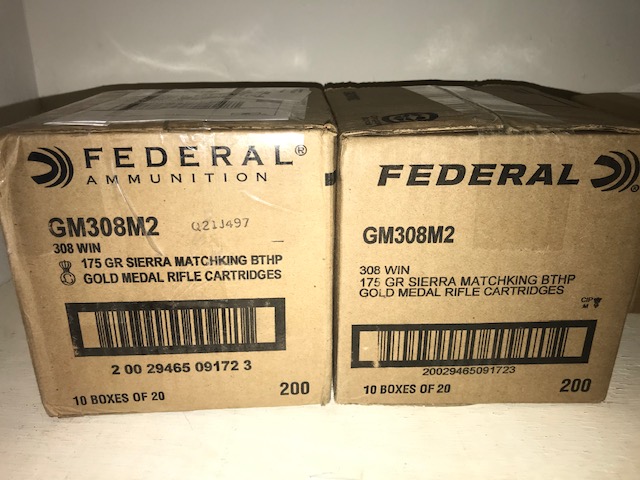 FEDERAL®
AMMUNITION
GM308M2 Q21J497
308 WIN
175 GR SIERRA MATCHKING BTHP
GOLD MEDAL RIFLE CARTRIDGES
2 00 29465 09172 3
10 BOXES OF 20 200
FEDERAL
GM308M2
308 WIN
175 GR SIERRA MATCHKING BTHP
GOLD MEDAL RIFLE CARTRIDGES
CIP
M
20029465091723
10 BOXES OF 20 200